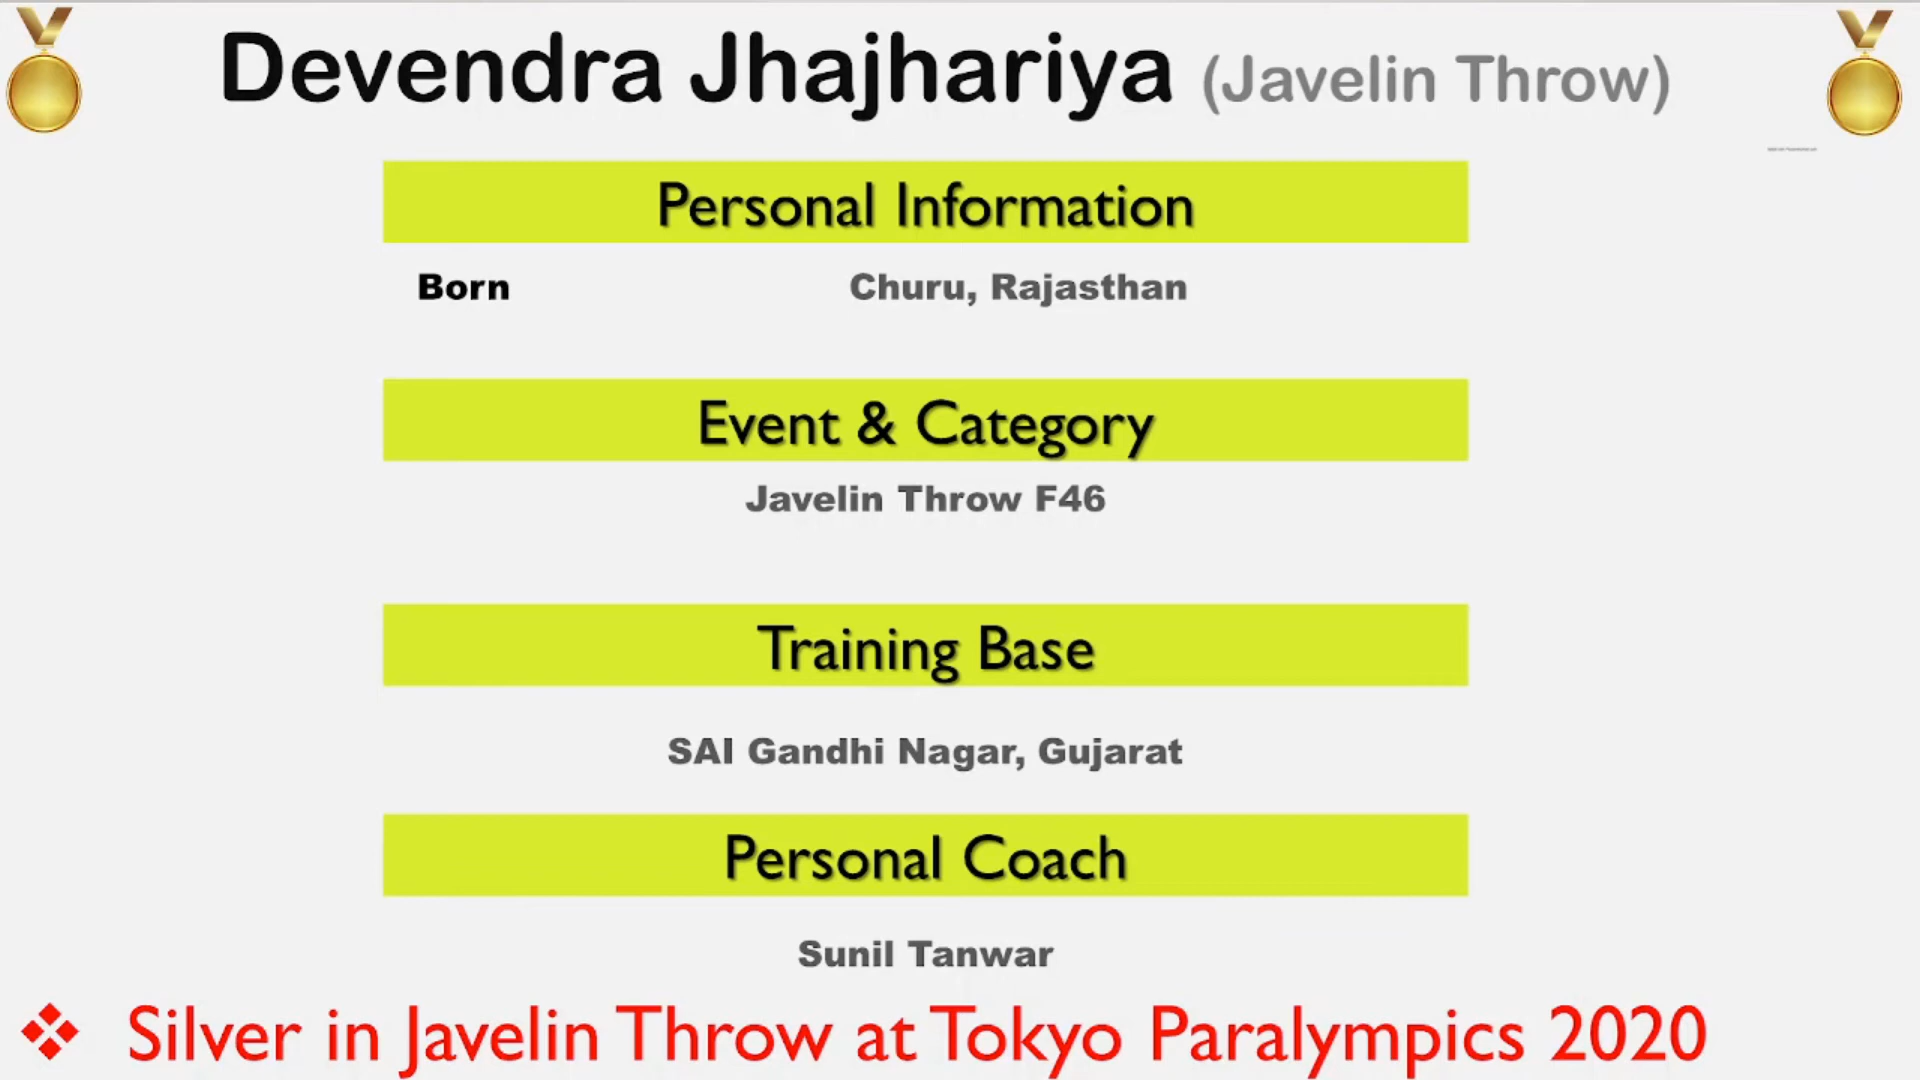 Devendra Jhajhariya (Javelin Throw)
Personal Information
Born Churu, Rajasthan
Event & Category
Javelin Throw F46
Training Base
SAI Gandhi Nagar, Gujarat
Personal Coach
Sunil Tanwar
Silver in Javelin Throw at Tokyo Paralympics 2020